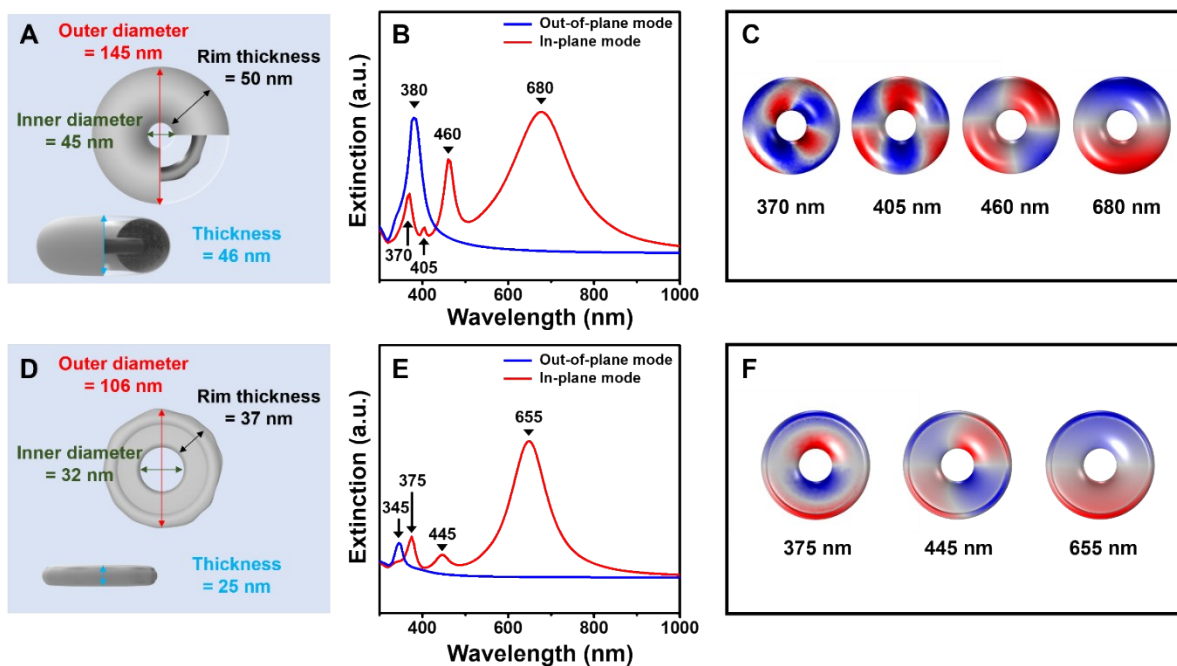 A
Outer diameter
= 145 nm
Rim thickness
= 50 nm
Inner diameter
= 45 nm
Thickness
= 46 nm
B
Out-of-plane mode
In-plane mode
380
680
460
370
405
Extinction (a.u.)
400 600 800 1000
Wavelength (nm)
C
370 nm 405 nm 460 nm 680 nm
D
Outer diameter
= 106 nm
Rim thickness
= 37 nm
Inner diameter
= 32 nm
Thickness
= 25 nm
E
Out-of-plane mode
In-plane mode
655
375
345
445
Extinction (a.u.)
400 600 800 1000
Wavelength (nm)
F
375 nm 445 nm 655 nm